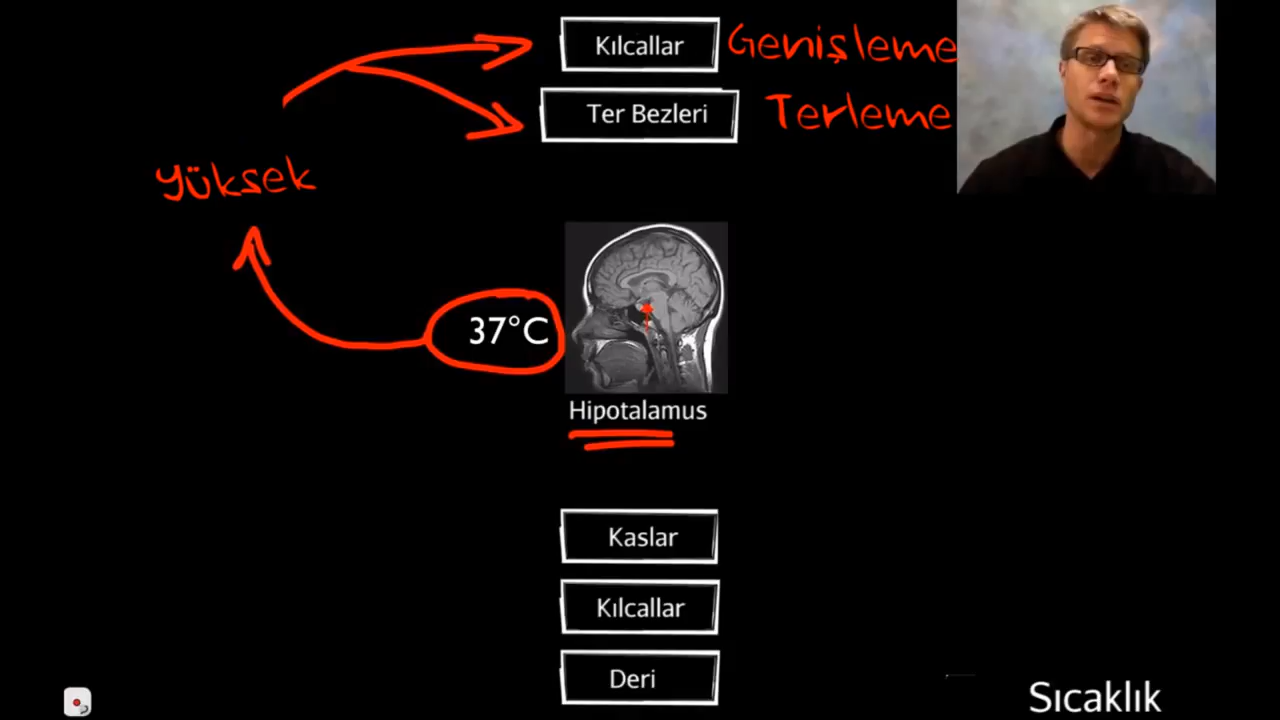 Kılcallar Genişleme
Ter Bezleri Terleme
yüksek
37°C
Hipotalamus
Kaslar
Kılcallar
Deri
Sıcaklık